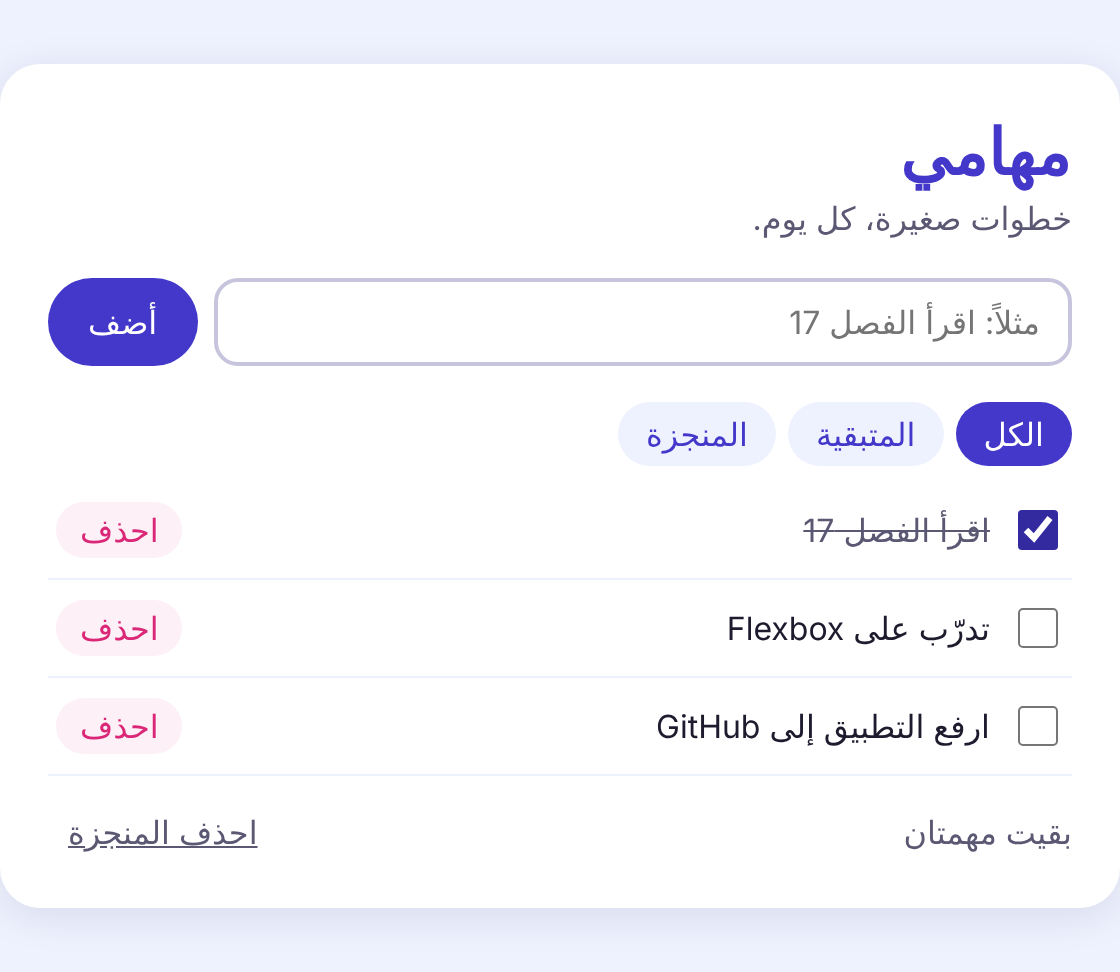 مهامي
خطوات صغيرة، كل يوم.
مثلاً: اقرأ الفصل 17 أضف
الكل المتبقية المنجزة
اقرأ الفصل 17 احذف
تدرّب على Flexbox احذف
ارفع التطبيق إلى GitHub احذف
بقيت مهمتان احذف المنجزة